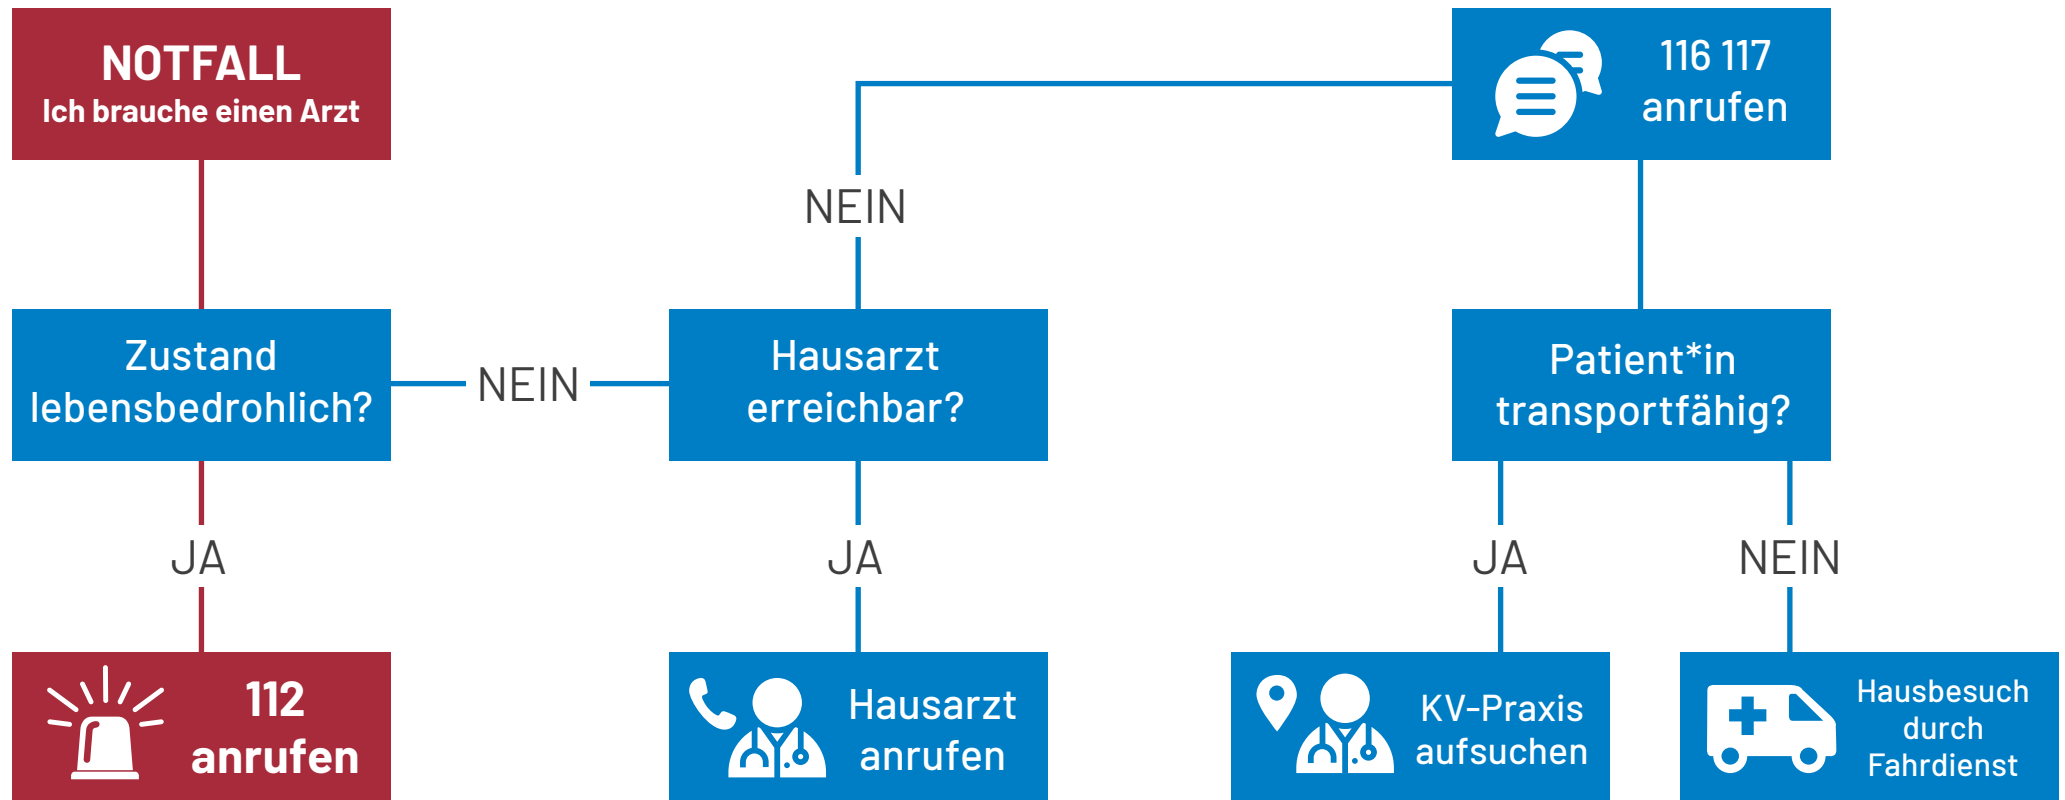 NOTFALL
Ich brauche einen Arzt
116 117
anrufen
NEIN
Zustand
lebensbedrohlich?
NEIN
Hausarzt
erreichbar?
Patient*in
transportfähig?
JA
JA
JA
NEIN
112
anrufen
Hausarzt
anrufen
KV-Praxis
aufsuchen
Hausbesuch
durch
Fahrdienst